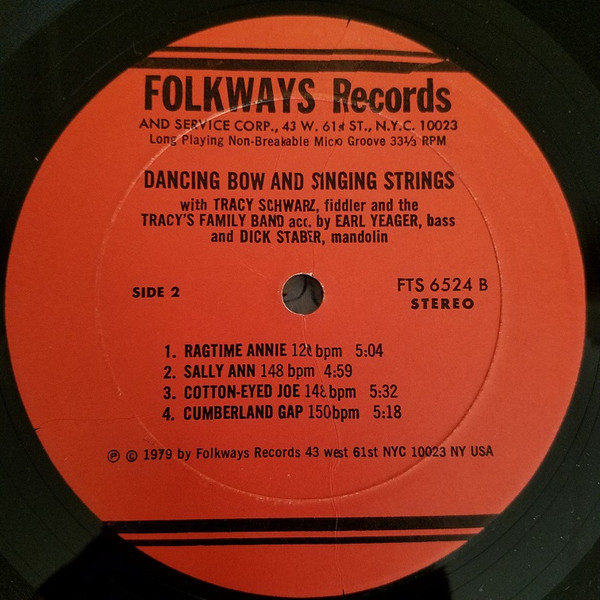 FOLKWAYS Records
AND SERVICE CORP., 43 W. 61st ST., N.Y.C. 10023
Long Playing Non-Breakable Micro Groove 33⅓ RPM
DANCING BOW AND SINGING STRINGS
with TRACY SCHWARZ, fiddler and the
TRACY'S FAMILY BAND acc. by EARL YEAGER, bass
and DICK STABER, mandolin
SIDE 2
FTS 6524 B
STEREO
1. RAGTIME ANNIE bpm 5:04
2. SALLY ANN 148 bpm 4:59
3. COTTON-EYED JOE 148 bpm 5:32
4. CUMBERLAND GAP 150bpm 5:18
℗ © 1979 by Folkways Records 43 west 61st NYC 10023 NY USA